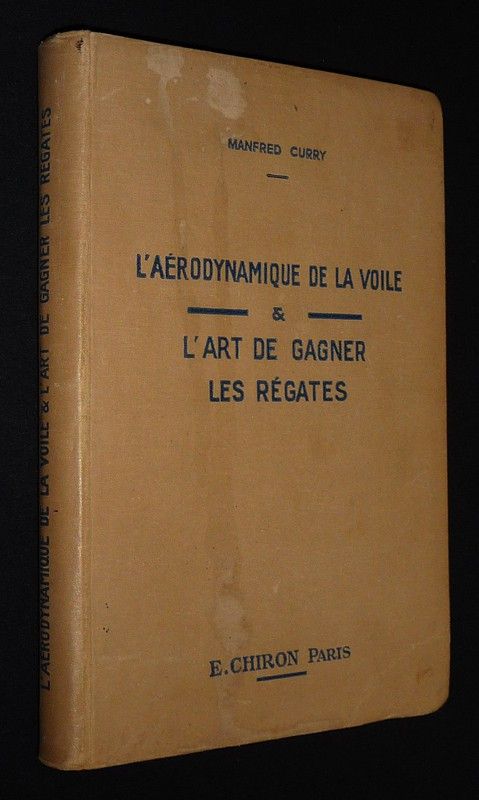 MANFRED CURRY
L'AÉRODYNAMIQUE DE LA VOILE
&
L'ART DE GAGNER
LES RÉGATES
E. CHIRON PARIS
L'AÉRODYNAMIQUE DE LA VOILE & L'ART DE GAGNER LES RÉGATES